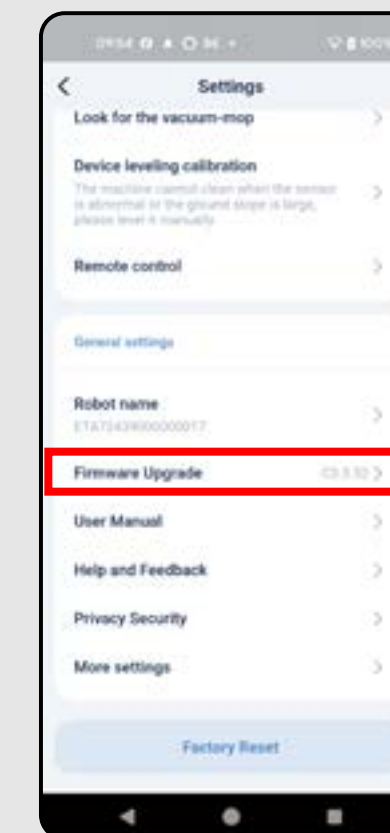 Settings
Look for the vacuum-mop
Device leveling calibration
The machine cannot clean when the sensor
is abnormal or the ground slope is large,
please level it manually
Remote control
General settings
Robot name
Firmware Upgrade
User Manual
Help and Feedback
Privacy Security
More settings
Factory Reset